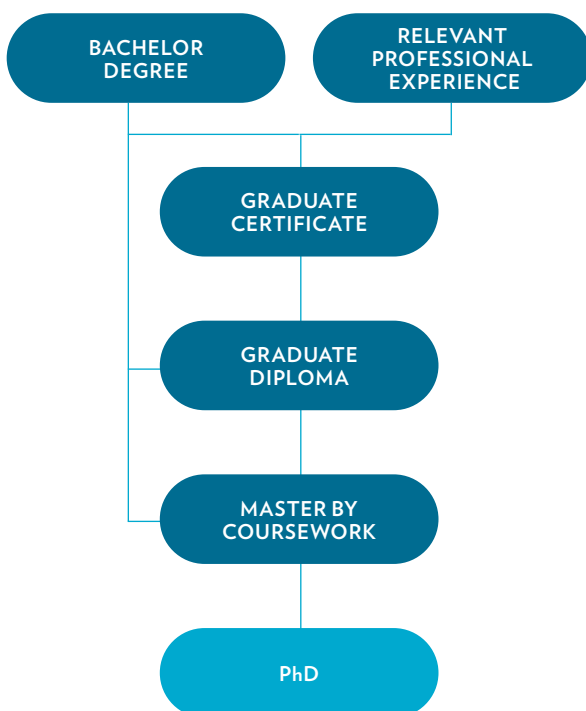 BACHELOR
DEGREE
RELEVANT
PROFESSIONAL
EXPERIENCE
GRADUATE
CERTIFICATE
GRADUATE
DIPLOMA
MASTER BY
COURSEWORK
PhD